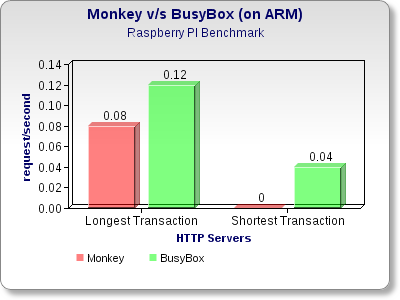 Monkey v/s BusyBox (on ARM)
Raspberry PI Benchmark
request/second
0.14
0.12
0.10
0.08
0.06
0.04
0.02
0.00
0.08
0.12
0
0.04
Longest Transaction
Shortest Transaction
HTTP Servers
Monkey
BusyBox